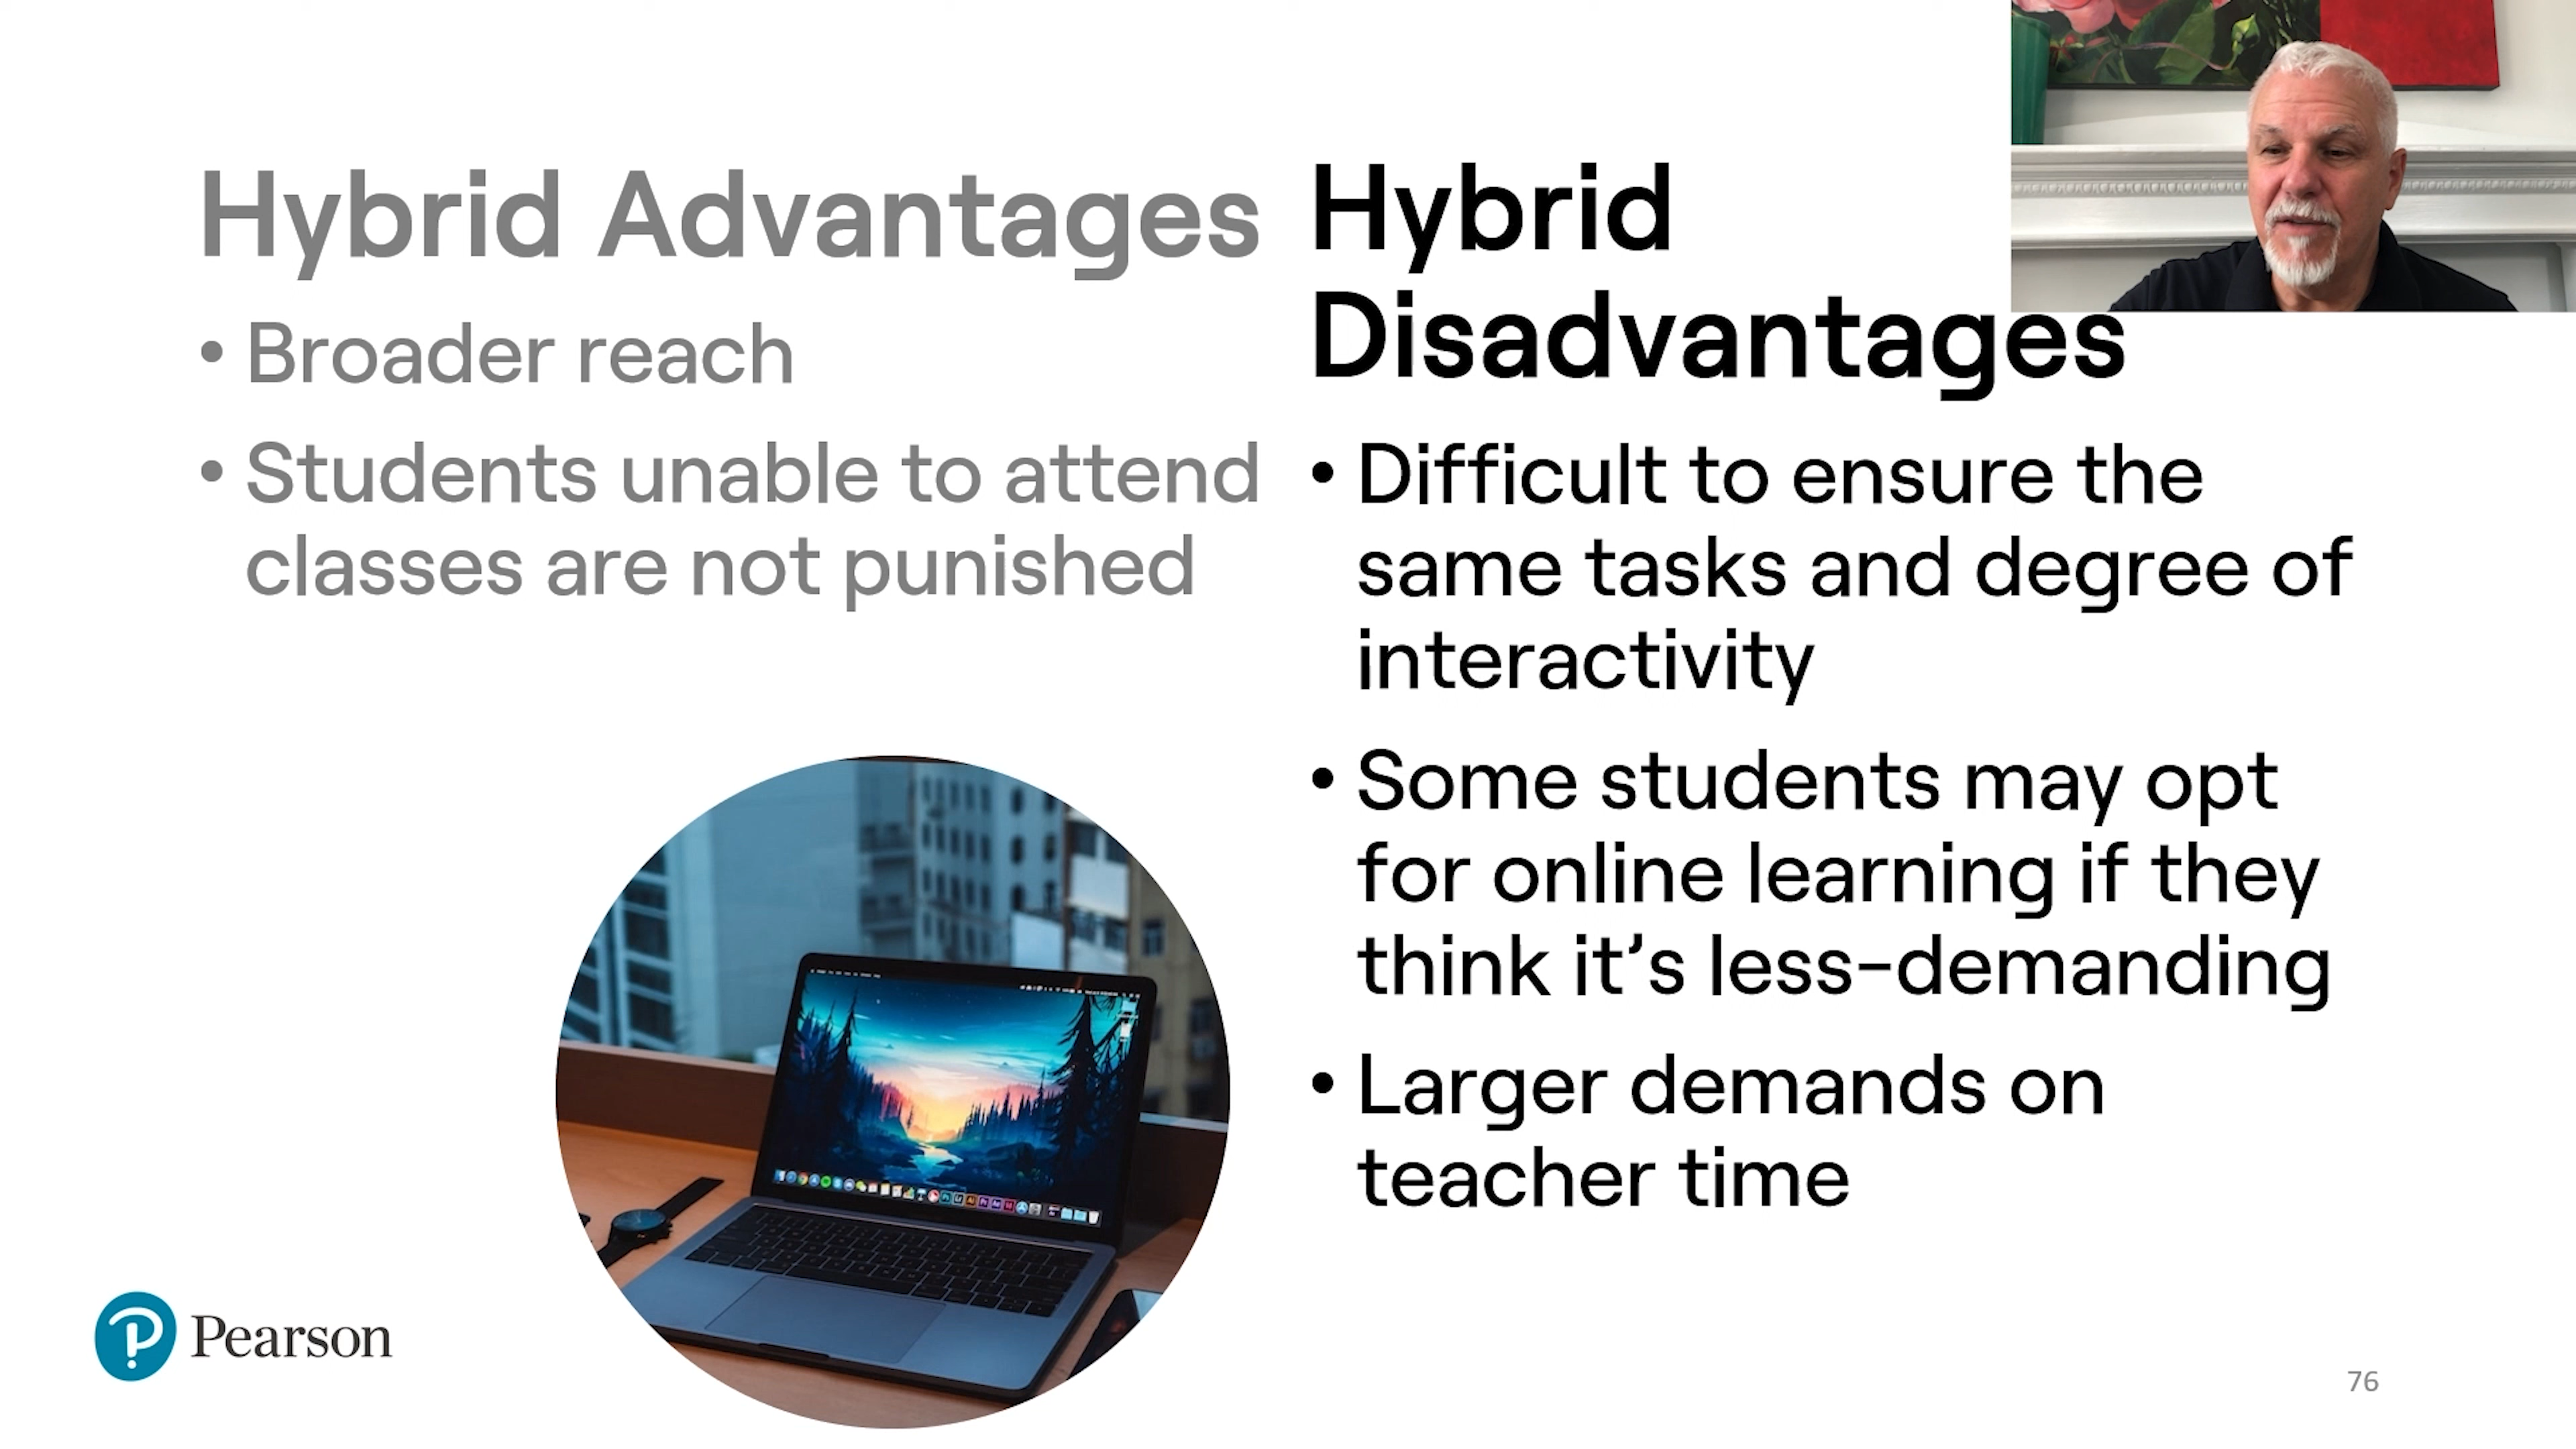 Hybrid Advantages
• Broader reach
• Students unable to attend
classes are not punished
Hybrid
Disadvantages
• Difficult to ensure the
same tasks and degree of
interactivity
• Some students may opt
for online learning if they
think it’s less-demanding
• Larger demands on
teacher time
Pearson
76